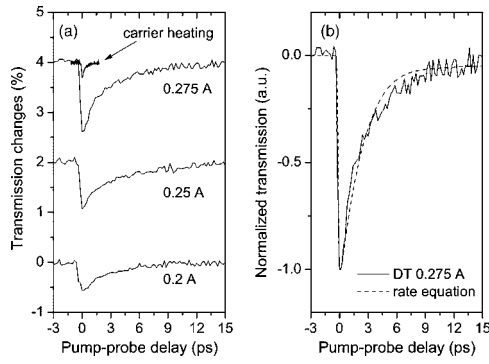 (a)
carrier heating
0.275 A
0.25 A
0.2 A
Transmission changes (%)
5
4
3
2
1
0
-1
-3 0 3 6 9 12 15
Pump-probe delay (ps)
(b)
Normalized transmission (a.u.)
0.0
-0.5
-1.0
DT 0.275 A
rate equation
-3 0 3 6 9 12 15
Pump-probe delay (ps)